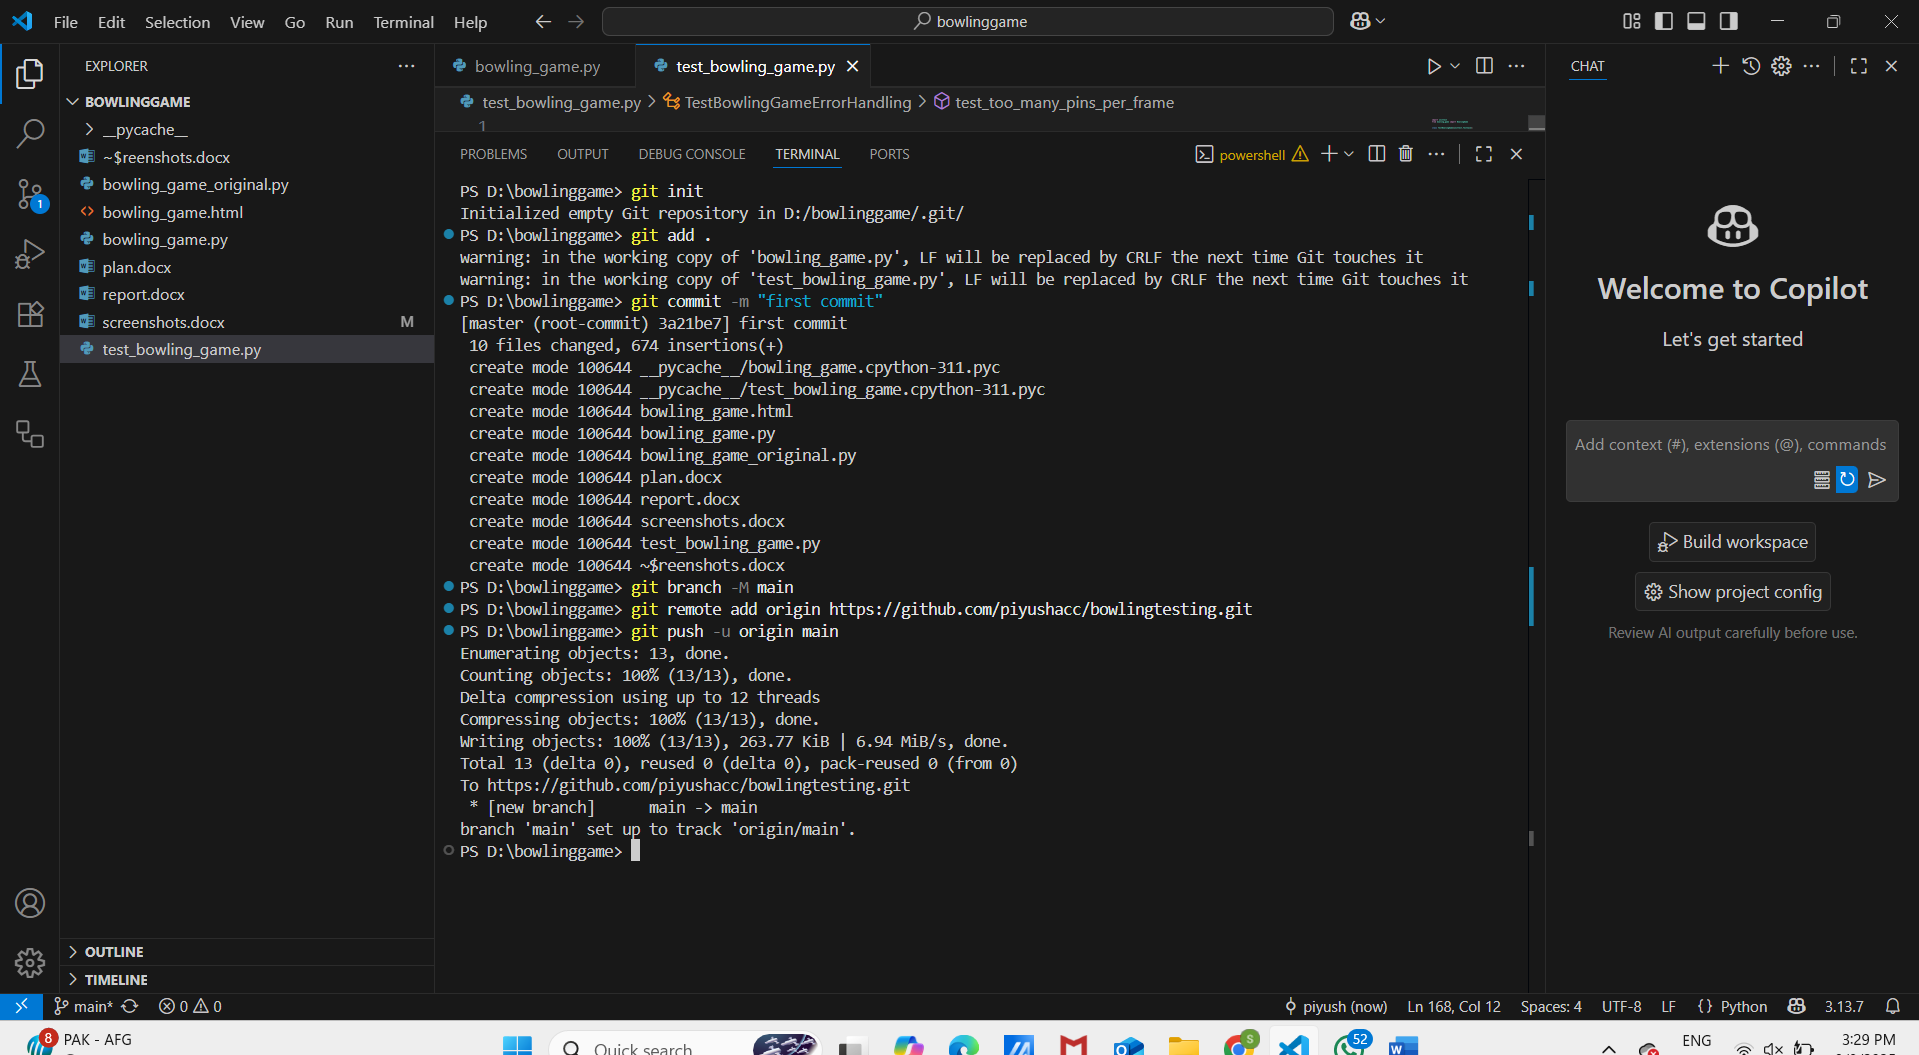 File Edit Selection View Go Run Terminal Help
bowlinggame
EXPLORER
BOWLINGGAME
__pycache__
~$reenshots.docx
bowling_game_original.py
bowling_game.html
bowling_game.py
plan.docx
report.docx
screenshots.docx M
test_bowling_game.py
1
OUTLINE
TIMELINE
bowling_game.py
test_bowling_game.py
test_bowling_game.py > TestBowlingGameErrorHandling > test_too_many_pins_per_frame
1
PROBLEMS OUTPUT DEBUG CONSOLE TERMINAL PORTS
powershell
PS D:\bowlinggame> git init
Initialized empty Git repository in D:/bowlinggame/.git/
PS D:\bowlinggame> git add .
warning: in the working copy of 'bowling_game.py', LF will be replaced by CRLF the next time Git touches it
warning: in the working copy of 'test_bowling_game.py', LF will be replaced by CRLF the next time Git touches it
PS D:\bowlinggame> git commit -m "first commit"
[master (root-commit) 3a21be7] first commit
10 files changed, 674 insertions(+)
create mode 100644 __pycache__/bowling_game.cpython-311.pyc
create mode 100644 __pycache__/test_bowling_game.cpython-311.pyc
create mode 100644 bowling_game.html
create mode 100644 bowling_game.py
create mode 100644 bowling_game_original.py
create mode 100644 plan.docx
create mode 100644 report.docx
create mode 100644 screenshots.docx
create mode 100644 test_bowling_game.py
create mode 100644 ~$reenshots.docx
PS D:\bowlinggame> git branch -M main
PS D:\bowlinggame> git remote add origin https://github.com/piyushacc/bowlingtesting.git
PS D:\bowlinggame> git push -u origin main
Enumerating objects: 13, done.
Counting objects: 100% (13/13), done.
Delta compression using up to 12 threads
Compressing objects: 100% (13/13), done.
Writing objects: 100% (13/13), 263.77 KiB | 6.94 MiB/s, done.
Total 13 (delta 0), reused 0 (delta 0), pack-reused 0 (from 0)
To https://github.com/piyushacc/bowlingtesting.git
* [new branch]      main -> main
branch 'main' set up to track 'origin/main'.
PS D:\bowlinggame>
CHAT
Welcome to Copilot
Let's get started
Add context (#), extensions (@), commands
Build workspace
Show project config
Review AI output carefully before use.
main* 0 0
piyush (now) Ln 168, Col 12 Spaces: 4 UTF-8 LF {} Python 3.13.7
8 PAK - AFG
Quick search
S
52
ENG
3:29 PM